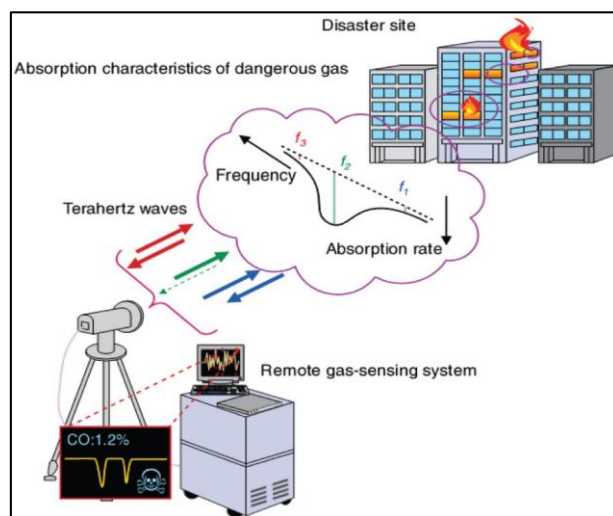 Disaster site
Absorption characteristics of dangerous gas
f3
f2
Frequency
f1
Terahertz waves
Absorption rate
Remote gas-sensing system
CO:1.2%